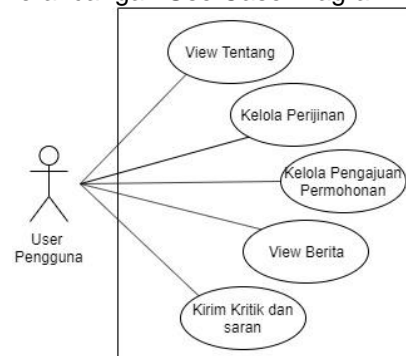 View Tentang
Kelola Perijinan
Kelola Pengajuan
Permohonan
User
Pengguna
View Berita
Kirim Kritik dan
saran